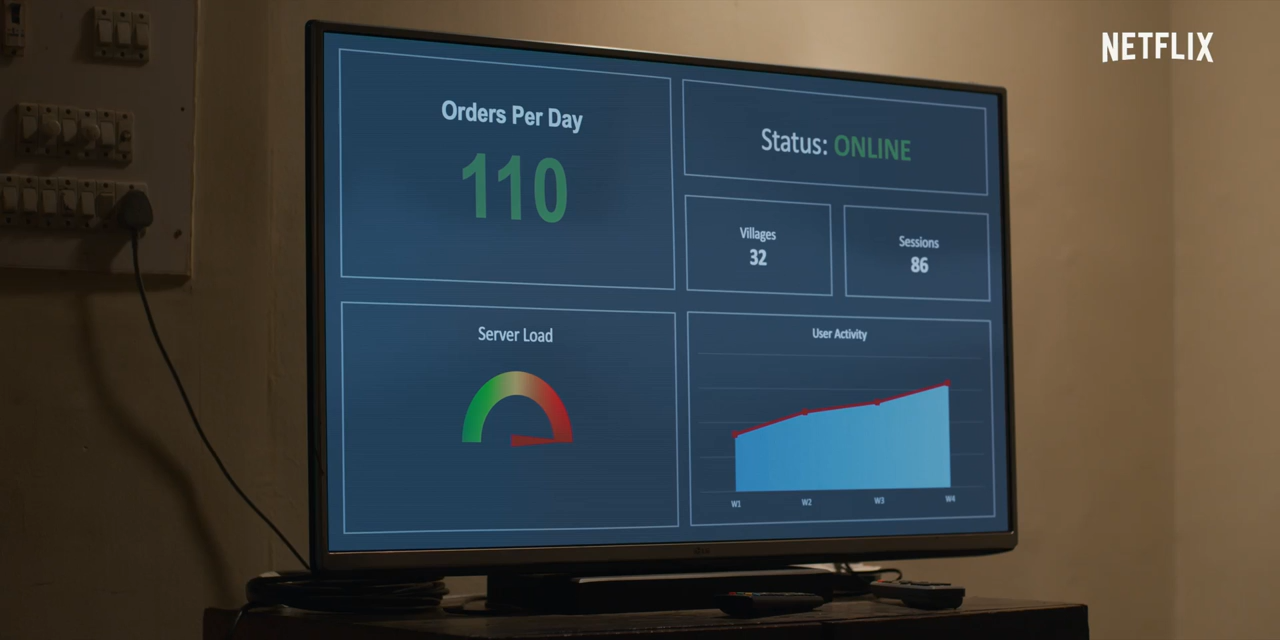 NETFLIX
Orders Per Day
110
Status: ONLINE
Villages
32
Sessions
86
Server Load
User Activity
W1 W2 W3 W4